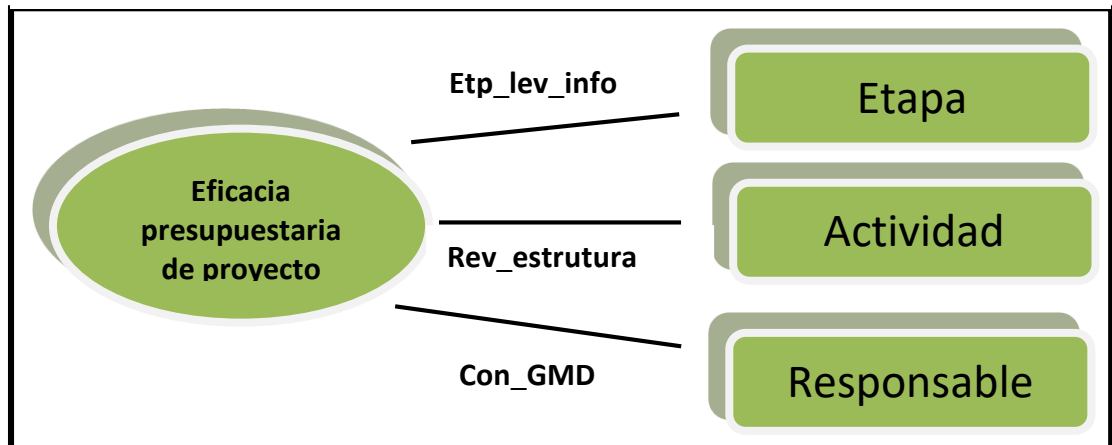 Etp_lev_info
Etapa
Eficacia
presupuestaria
de proyecto
Actividad
Rev_estrutura
Con_GMD
Responsable